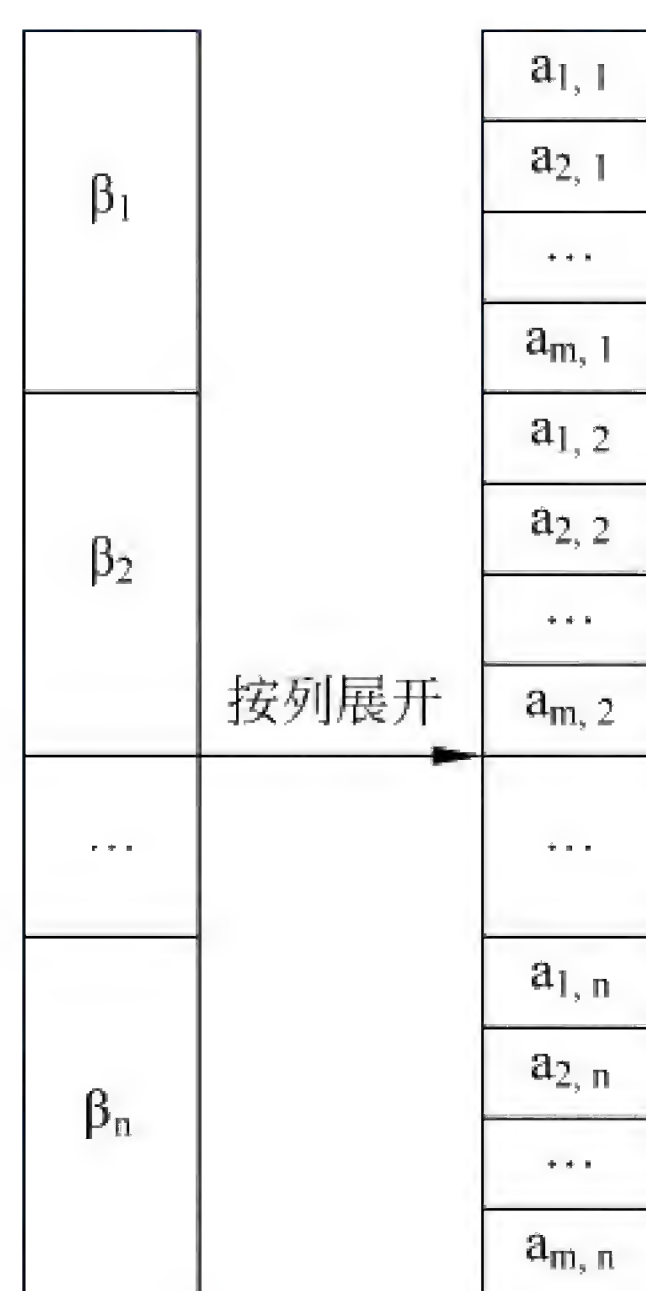 β₁
β₂
…
βₙ
按列展开
a₁, ₁
a₂, ₁
…
aₘ, ₁
a₁, ₂
a₂, ₂
…
aₘ, ₂
…
a₁, ₙ
a₂, ₙ
…
aₘ, ₙ